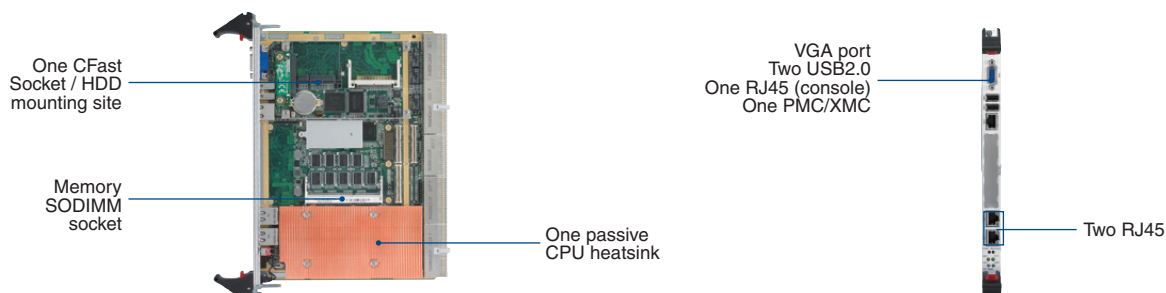 One CFast
Socket / HDD
mounting site
Memory
SODIMM
socket
One passive
CPU heatsink
VGA port
Two USB2.0
One RJ45 (console)
One PMC/XMC
Two RJ45